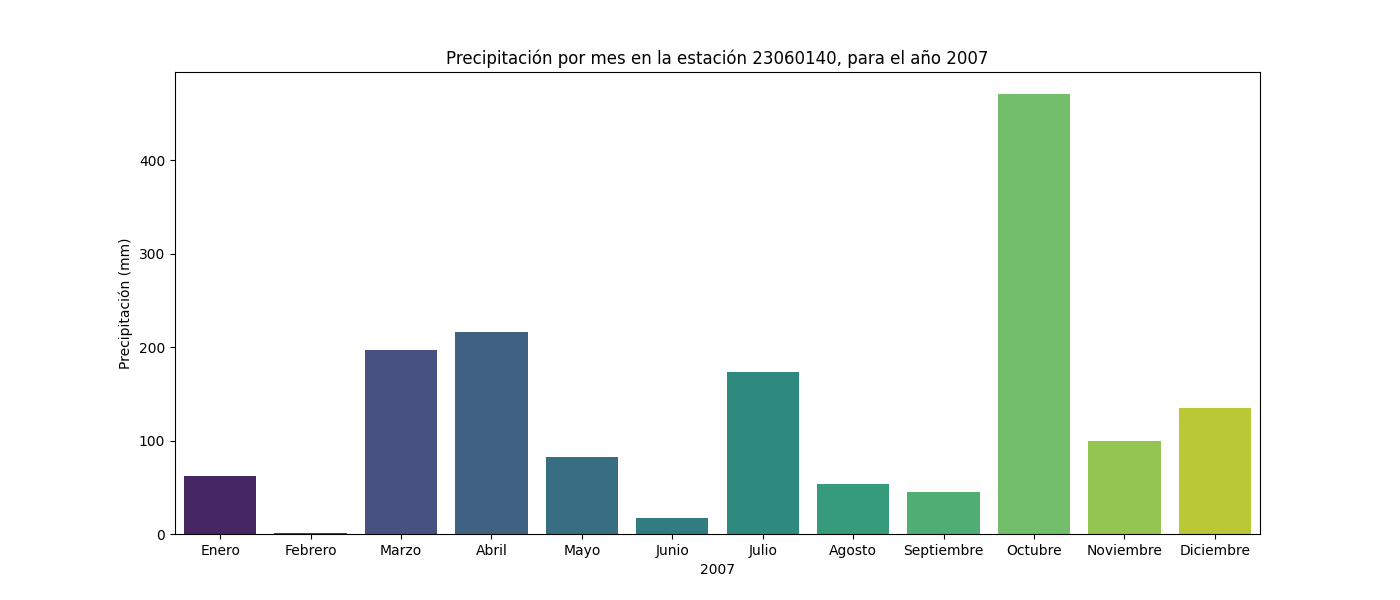 Precipitación por mes en la estación 23060140, para el año 2007
Precipitación (mm)
400
300
200
100
0
Enero Febrero Marzo Abril Mayo Junio Julio Agosto Septiembre Octubre Noviembre Diciembre
2007